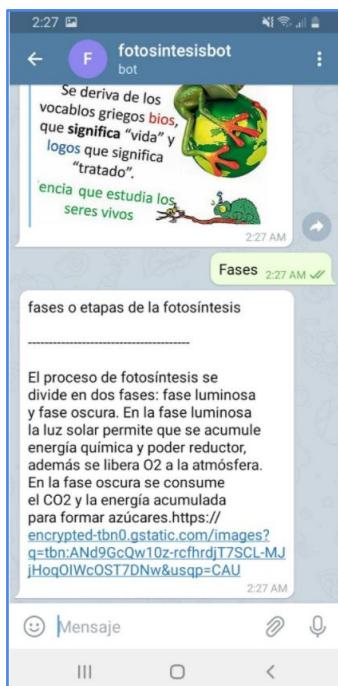 2:27
F
fotosintesisbot
bot
Se deriva de los
vocablos griegos bios,
que significa "vida" y
logos que significa
"tratado".
encia que estudia los
seres vivos
2:27 AM
Fases 2:27 AM
fases o etapas de la fotosíntesis
---------------------------------------
El proceso de fotosíntesis se
divide en dos fases: fase luminosa
y fase oscura. En la fase luminosa
la luz solar permite que se acumule
energía química y poder reductor,
además se libera O2 a la atmósfera.
En la fase oscura se consume
el CO2 y la energía acumulada
para formar azúcares.https://
encrypted-tbn0.gstatic.com/images?
q=tbn:ANd9GcQw10z-rcfhrdjT7SCL-MJ
jHoqOIWcOST7DNw&usqp=CAU
2:27 AM
Mensaje